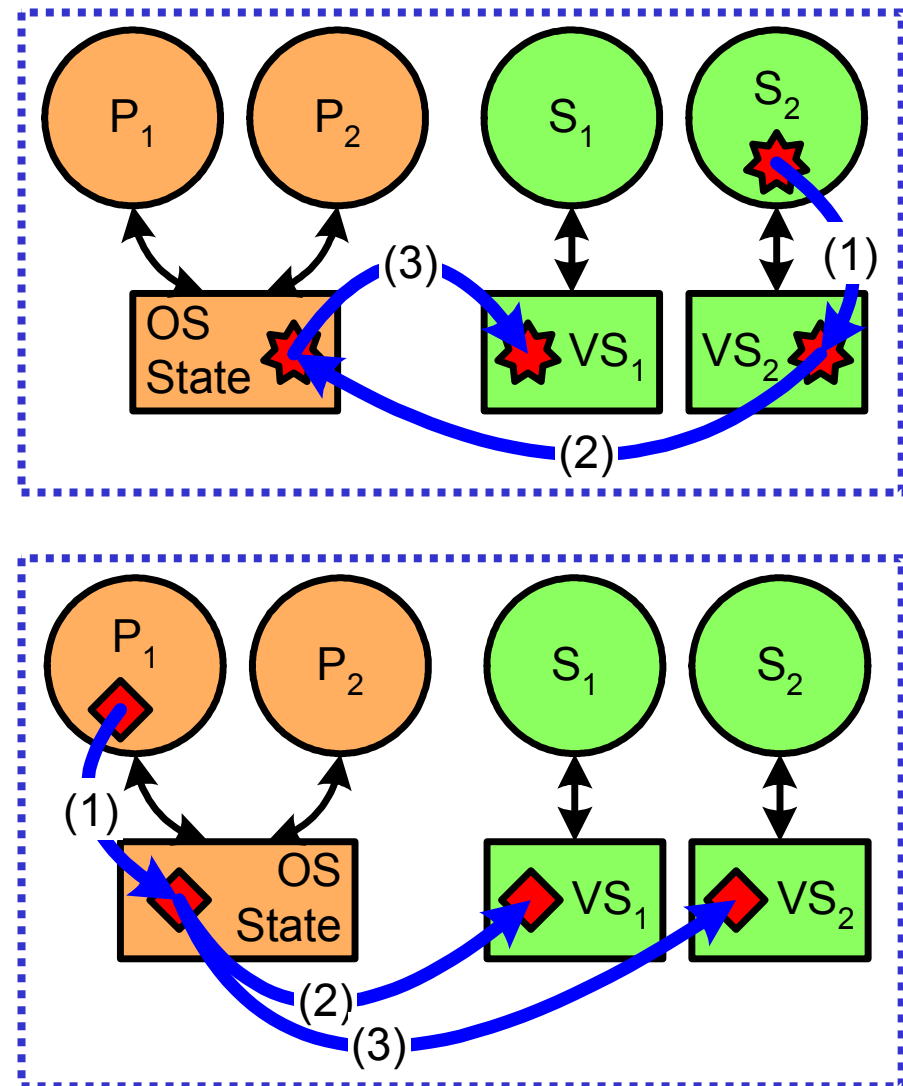 P₁ P₂ S₁ S₂
(3) (1)
OS
State
VS₁ VS₂
(2)
P₁ P₂ S₁ S₂
(1)
OS
State
VS₁ VS₂
(2)
(3)